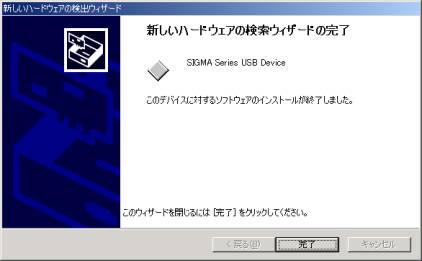 新しいハードウェアの検出ウィザード
新しいハードウェアの検索ウィザードの完了
SIGMA Series USB Device
このデバイスに対するソフトウェアのインストールが終了しました。
このウィザードを閉じるには [完了] をクリックしてください。
< 戻る(B)
完了
キャンセル